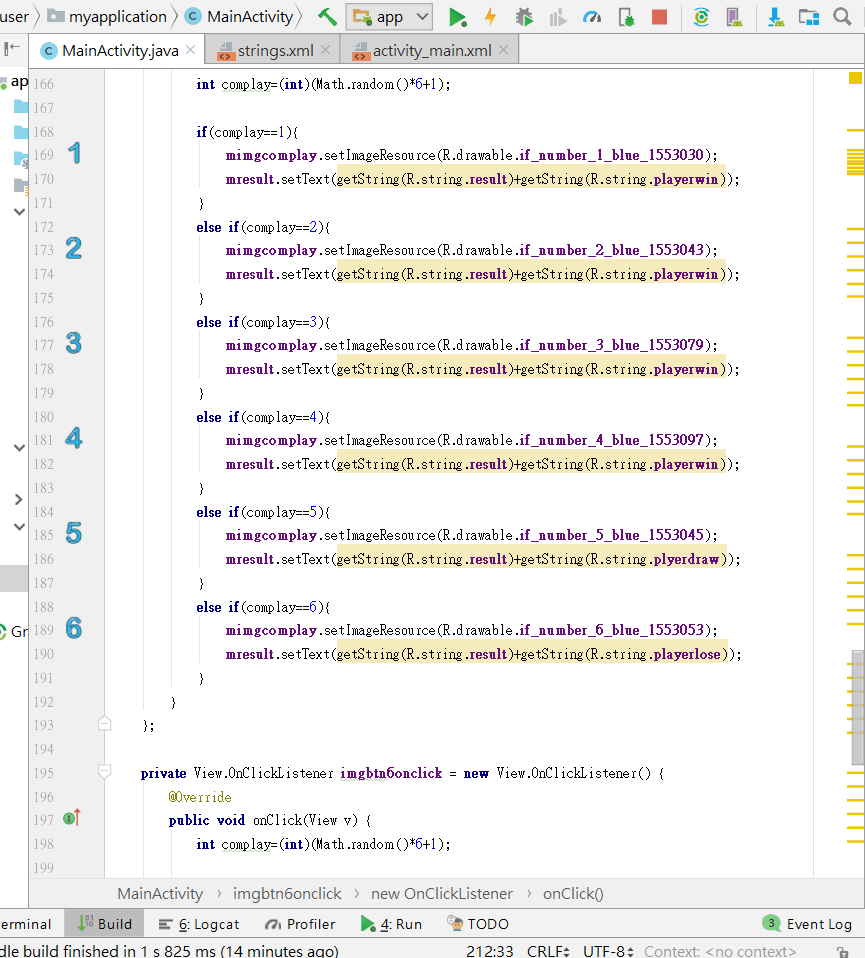 user myapplication MainActivity app
MainActivity.java strings.xml activity_main.xml
ap
166 int complay=(int)(Math.random()*6+1);
167
168 if(complay==1){
169 1 mimgcomplay.setImageResource(R.drawable.if_number_1_blue_1553030);
170 mresult.setText(getString(R.string.result)+getString(R.string.playerwin));
171 }
172 else if(complay==2){
173 2 mimgcomplay.setImageResource(R.drawable.if_number_2_blue_1553043);
174 mresult.setText(getString(R.string.result)+getString(R.string.playerwin));
175 }
176 else if(complay==3){
177 3 mimgcomplay.setImageResource(R.drawable.if_number_3_blue_1553079);
178 mresult.setText(getString(R.string.result)+getString(R.string.playerwin));
179 }
180 else if(complay==4){
181 4 mimgcomplay.setImageResource(R.drawable.if_number_4_blue_1553097);
182 mresult.setText(getString(R.string.result)+getString(R.string.playerwin));
183 }
184 else if(complay==5){
185 5 mimgcomplay.setImageResource(R.drawable.if_number_5_blue_1553045);
186 mresult.setText(getString(R.string.result)+getString(R.string.plyerdraw));
187 }
188 else if(complay==6){
Gr 189 6 mimgcomplay.setImageResource(R.drawable.if_number_6_blue_1553053);
190 mresult.setText(getString(R.string.result)+getString(R.string.playerlose));
191 }
192 }
193 };
194
195 private View.OnClickListener imgbtn6onclick = new View.OnClickListener() {
196 @Override
197 public void onClick(View v) {
198 int complay=(int)(Math.random()*6+1);
199
MainActivity › imgbtn6onclick › new OnClickListener › onClick()
erminal Build 6: Logcat Profiler 4: Run TODO 3 Event Log
dle build finished in 1 s 825 ms (14 minutes ago) 212:33 CRLF UTF-8 Context: <no context>